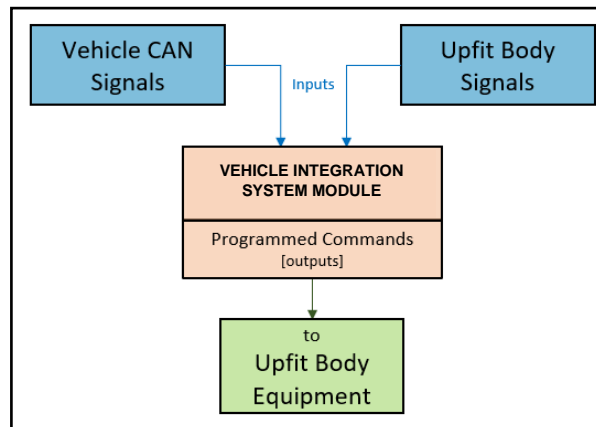 Vehicle CAN
Signals
Upfit Body
Signals
Inputs
VEHICLE INTEGRATION
SYSTEM MODULE
Programmed Commands
[outputs]
to
Upfit Body
Equipment